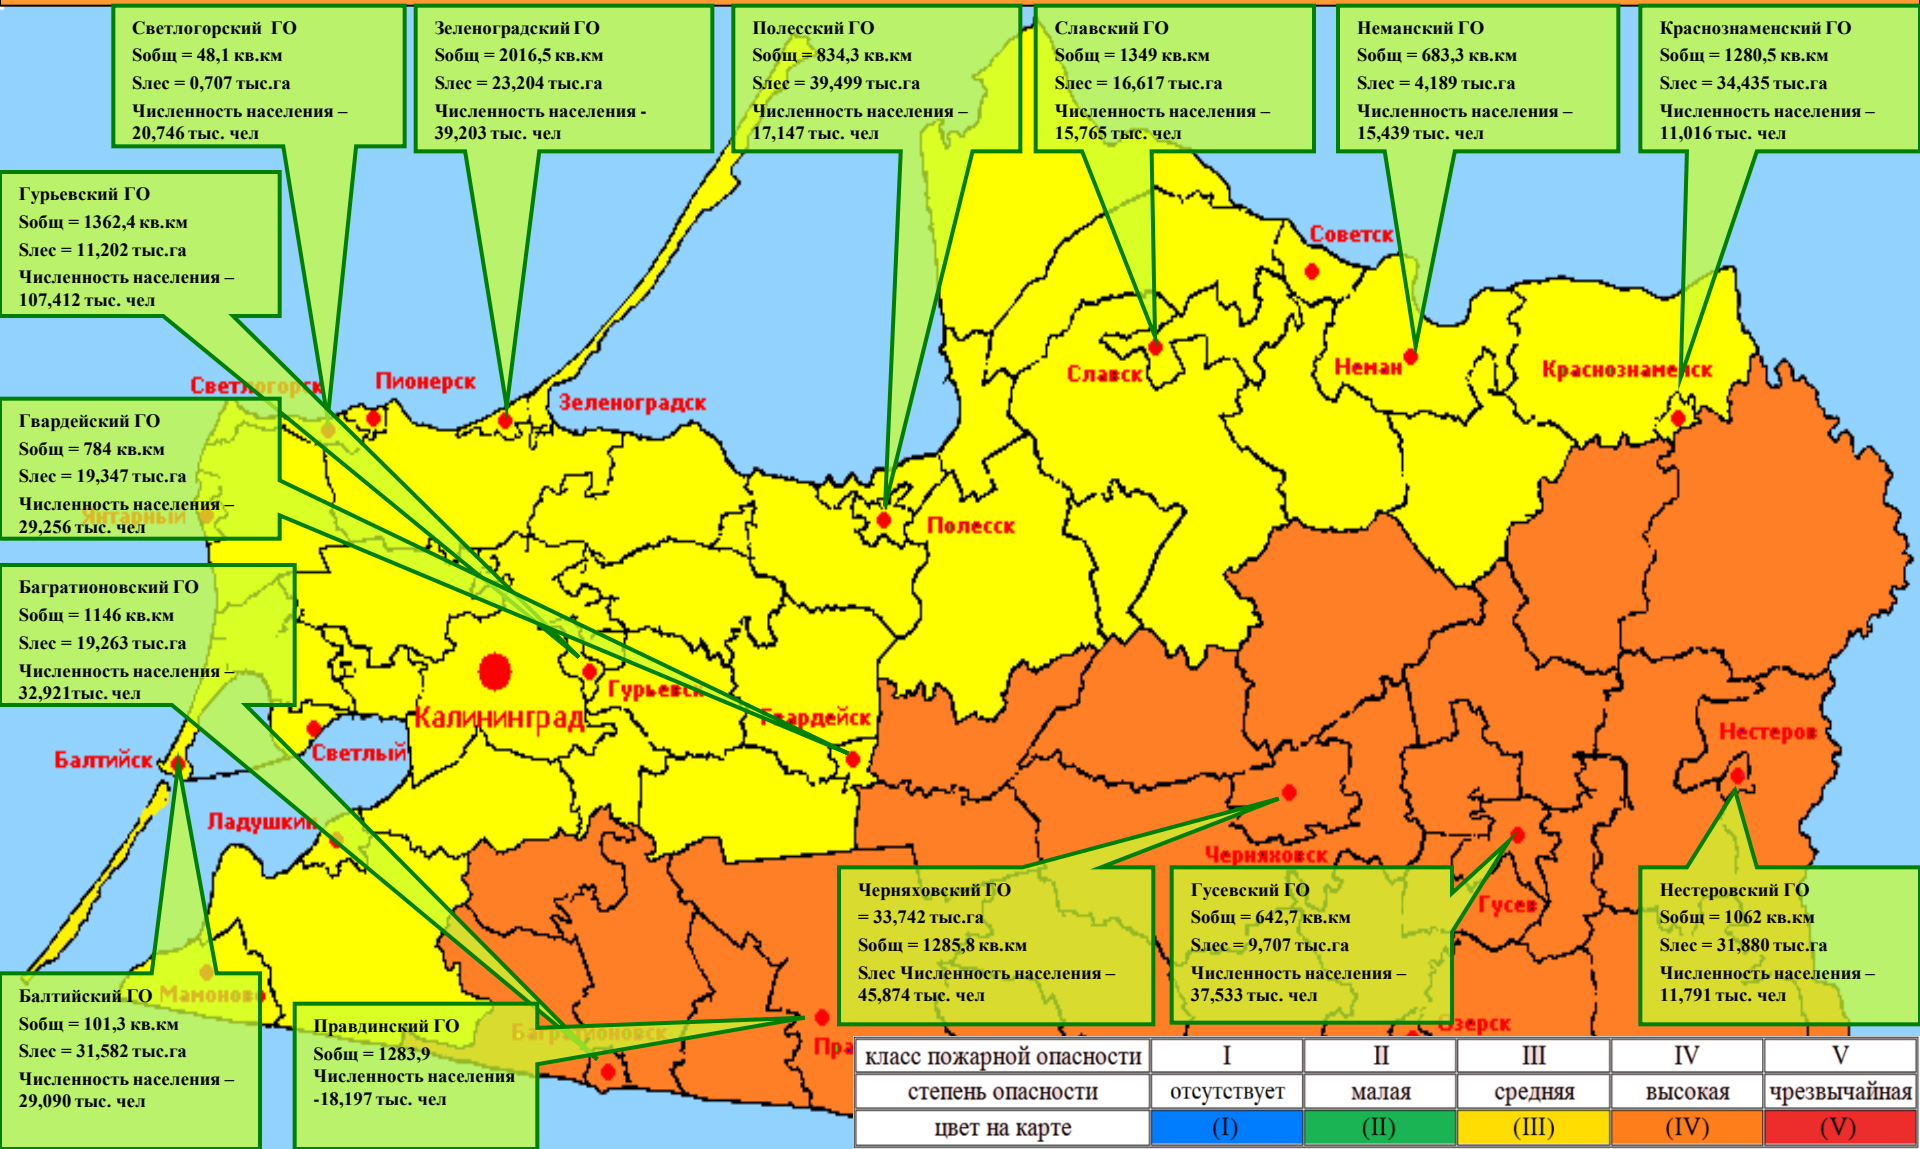 Светлогорский ГО
Sобщ = 48,1 кв.км
Sлес = 0,707 тыс.га
Численность населения –
20,746 тыс. чел
Зеленоградский ГО
Sобщ = 2016,5 кв.км
Sлес = 23,204 тыс.га
Численность населения -
39,203 тыс. чел
Полесский ГО
Sобщ = 834,3 кв.км
Sлес = 39,499 тыс.га
Численность населения –
17,147 тыс. чел
Славский ГО
Sобщ = 1349 кв.км
Sлес = 16,617 тыс.га
Численность населения –
15,765 тыс. чел
Неманский ГО
Sобщ = 683,3 кв.км
Sлес = 4,189 тыс.га
Численность населения –
15,439 тыс. чел
Краснознаменский ГО
Sобщ = 1280,5 кв.км
Sлес = 34,435 тыс.га
Численность населения –
11,016 тыс. чел
Гурьевский ГО
Sобщ = 1362,4 кв.км
Sлес = 11,202 тыс.га
Численность населения –
107,412 тыс. чел
Советск
Славск
Неман
Краснознаменск
Светлогорск
Пионерск
Зеленоградск
Гвардейский ГО
Sобщ = 784 кв.км
Sлес = 19,347 тыс.га
Численность населения –
29,256 тыс. чел
Янтарный
Полесск
Багратионовский ГО
Sобщ = 1146 кв.км
Sлес = 19,263 тыс.га
Численность населения –
32,921тыс. чел
Гурьевск
Калининград
Гвардейск
Светлый
Балтийск
Нестеров
Ладушкин
Черняховск
Гусев
Черняховский ГО
= 33,742 тыс.га
Sобщ = 1285,8 кв.км
Sлес Численность населения –
45,874 тыс. чел
Гусевский ГО
Sобщ = 642,7 кв.км
Sлес = 9,707 тыс.га
Численность населения –
37,533 тыс. чел
Нестеровский ГО
Sобщ = 1062 кв.км
Sлес = 31,880 тыс.га
Численность населения –
11,791 тыс. чел
Балтийский ГО
Sобщ = 101,3 кв.км
Sлес = 31,582 тыс.га
Численность населения –
29,090 тыс. чел
Мамоново
Правдинский ГО
Sобщ = 1283,9
Численность населения
-18,197 тыс. чел
Багратионовск
Пра
Озерск
класс пожарной опасности I II III IV V
степень опасности отсутствует малая средняя высокая чрезвычайная
цвет на карте (I) (II) (III) (IV) (V)